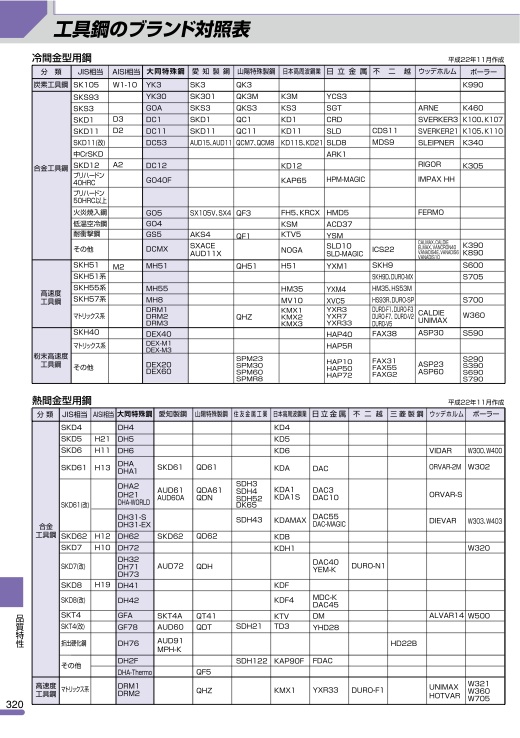 工具鋼のブランド対照表
冷間金型用鋼
平成22年11月作成
分 類 JIS相当 AISI相当 大同特殊鋼 愛知製鋼 山陽特殊製鋼 日本高周波鋼業 日立金属 不二越 ウッデホルム ボーラー
炭素工具鋼 SK105 W1-10 YK3 SK3 QK3 K990
合金工具鋼
SKS93 YK30 SK301 QK3M K3M YCS3
SKS3 GOA SKS3 QKS3 KS3 SGT ARNE K460
SKD1 D3 DC1 SKD1 QC1 KD1 CRD SVERKER3 K100、K107
SKD11 D2 DC11 SKD11 QC11 KD11 SLD CDS11 SVERKER21 K105、K110
SKD11(改) DC53 AUD15、AUD11 QCM7、QCM8 KD11S、KD21 SLD8 MDS9 SLEIPNER K340
中CrSKD ARK1
SKD12 A2 DC12 KD12 RIGOR K305
プリハードン
40HRC GO40F KAP65 HPM-MAGIC IMPAX HH
プリハードン
50HRC以上
火炎焼入鋼 GO5 SX105V、SX4 QF3 FH5、KRCX HMD5 FERMO
低温空冷鋼 GO4 KSM ACD37
耐衝撃鋼 GS5 AKS4 QF1 KTV5 YSM
その他 DCMX SXACE NOGA SLD10 ICS22 K390
AUD11X SLD-MAGIC K890
高速度
工具鋼
SKH51 M2 MH51 QH51 H51 YXM1 SKH9 S600
SKH51系 SKH9D、DURO-MX S705
SKH55系 MH55 HM35 YXM4 HM35、HS53M
SKH57系 MH8 MV10 XVC5 HS93R、DURO-SP S700
マトリックス系 DRM1 QHZ KMX1 YXR3 DURO-F1、DURO-F3 CALDIE W360
DRM2 KMX2 YXR7 DURO-F7、DURO-V2 UNIMAX
DRM3 KMX3 YXR33 DURO-V5
粉末高速度
工具鋼
SKH40 DEX40 HAP40 FAX38 ASP30 S590
マトリックス系 DEX-M1 HAP5R
DEX-M3
その他 DEX20 SPM23 HAP10 FAX31 ASP23 S290
DEX60 SPM30 HAP50 FAX55 ASP60 S390
SPM60 HAP72 FAXG2 S690
SPMR8 S790
熱間金型用鋼
平成22年11月作成
分 類 JIS相当 AISI相当 大同特殊鋼 愛知製鋼 山陽特殊製鋼 住友金属工業 日本高周波鋼業 日立金属 不二越 三菱製鋼 ウッデホルム ボーラー
合金
工具鋼
SKD4 DH4 KD4
SKD5 H21 DH5 KD5
SKD6 H11 DH6 KD6 VIDAR W300、W400
SKD61 H13 DHA SKD61 QD61 KDA DAC ORVAR-2M W302
DHA1
SKD61(改) DHA2 AUD61 QDA61 SDH3 KDA1 DAC3 ORVAR-S
DH21 AUD60A QDN SDH4 KDA1S DAC10
DHA-WORLD SDH52
DK65
DH31-S SDH43 KDAMAX DAC55 DIEVAR W303、W403
DH31-EX DAC-MAGIC
SKD62 H12 DH62 SKD62 QD62 KDB
SKD7 H10 DH72 KDH1 W320
SKD7(改) DH32 AUD72 QDH DAC40 DURO-N1
DH71 YEM-K
DH73
SKD8 H19 DH41 KDF
SKD8(改) DH42 KDF4 MDC-K
DAC45
SKT4 GFA SKT4A QT41 KTV DM ALVAR14 W500
SKT4(改) GF78 AUD60 QDT SDH21 TD3 YHD28
折出硬化鋼 DH76 AUD91 HD22B
MPH-K
その他 DH2F SDH122 KAP90F FDAC
DHA-Thermo QF5
高速度
工具鋼
マトリックス系 DRM1 QHZ KMX1 YXR33 DURO-F1 UNIMAX W321
DRM2 HOTVAR W360
W705
品質特性
320